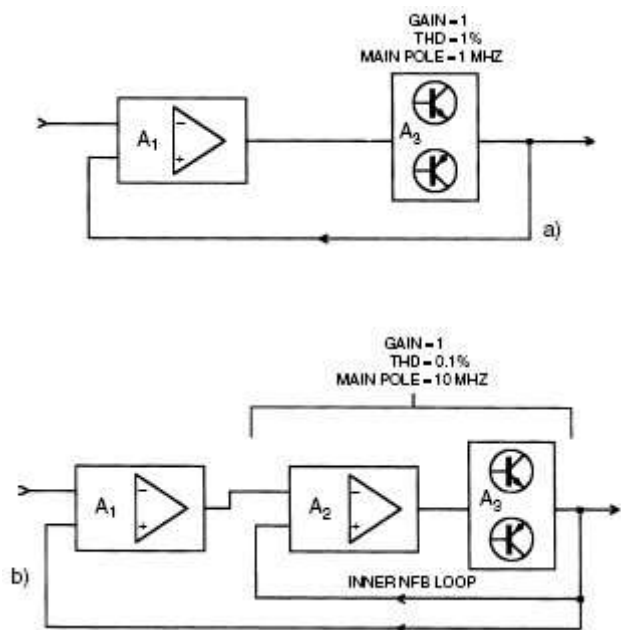 GAIN = 1
THD = 1%
MAIN POLE = 1 MHZ
A1
−
+
A3
a)
GAIN = 1
THD = 0.1%
MAIN POLE = 10 MHZ
A1
−
+
A2
−
+
A3
b)
INNER NFB LOOP